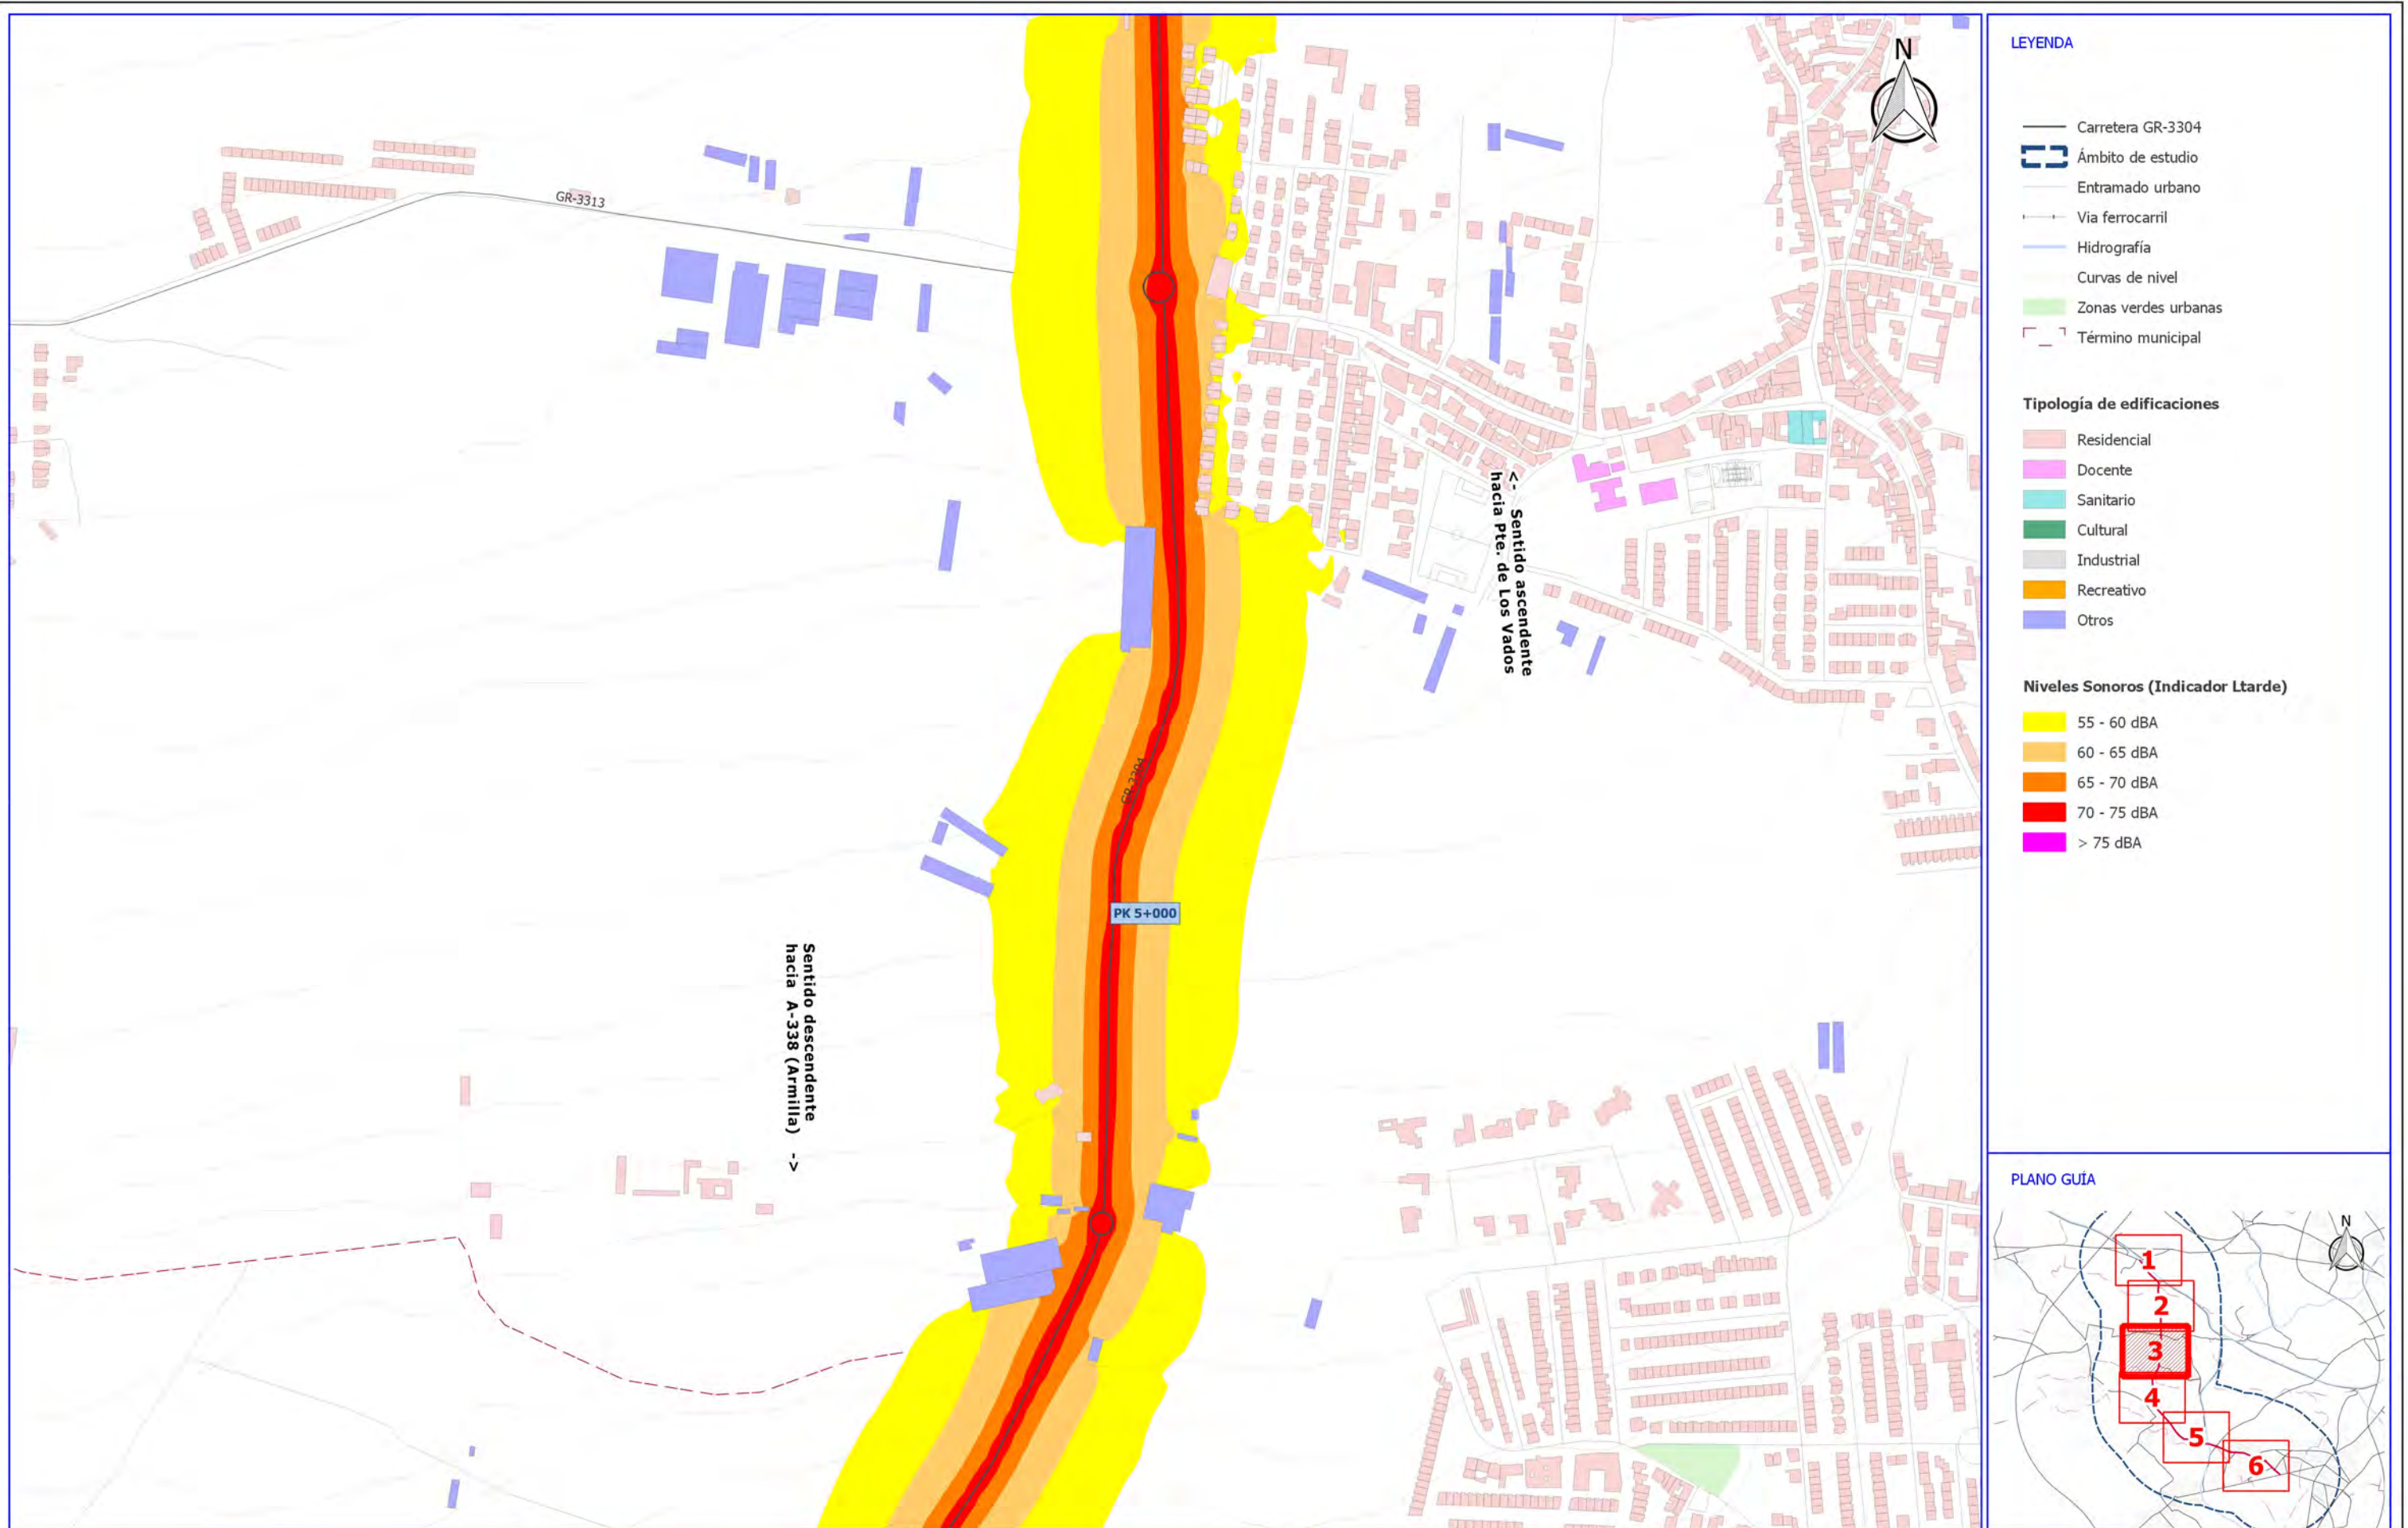 GR-3313
<- Sentido ascendente
hacia Pte. de Los Vados
GR-3304
PK 5+000
Sentido descendente
hacia A-338 (Armilla) ->
N
LEYENDA
Carretera GR-3304
Ámbito de estudio
Entramado urbano
Via ferrocarril
Hidrografía
Curvas de nivel
Zonas verdes urbanas
Término municipal
Tipología de edificaciones
Residencial
Docente
Sanitario
Cultural
Industrial
Recreativo
Otros
Niveles Sonoros (Indicador Ltarde)
55 - 60 dBA
60 - 65 dBA
65 - 70 dBA
70 - 75 dBA
> 75 dBA
PLANO GUÍA
N
1
2
3
4
5
6